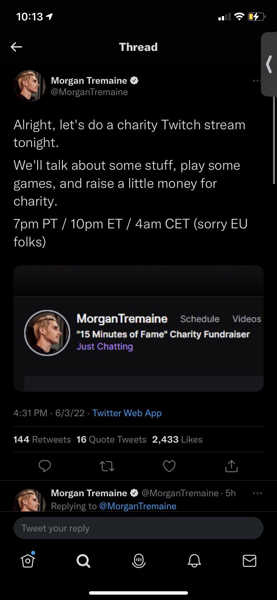 10:13
Thread
Morgan Tremaine
@MorganTremaine
Alright, let's do a charity Twitch stream
tonight.
We'll talk about some stuff, play some
games, and raise a little money for
charity.
7pm PT / 10pm ET / 4am CET (sorry EU
folks)
MorganTremaine Schedule Videos
"15 Minutes of Fame" Charity Fundraiser
Just Chatting
4:31 PM · 6/3/22 · Twitter Web App
144 Retweets 16 Quote Tweets 2,433 Likes
Morgan Tremaine @MorganTremaine · 5h
Replying to @MorganTremaine
Tweet your reply